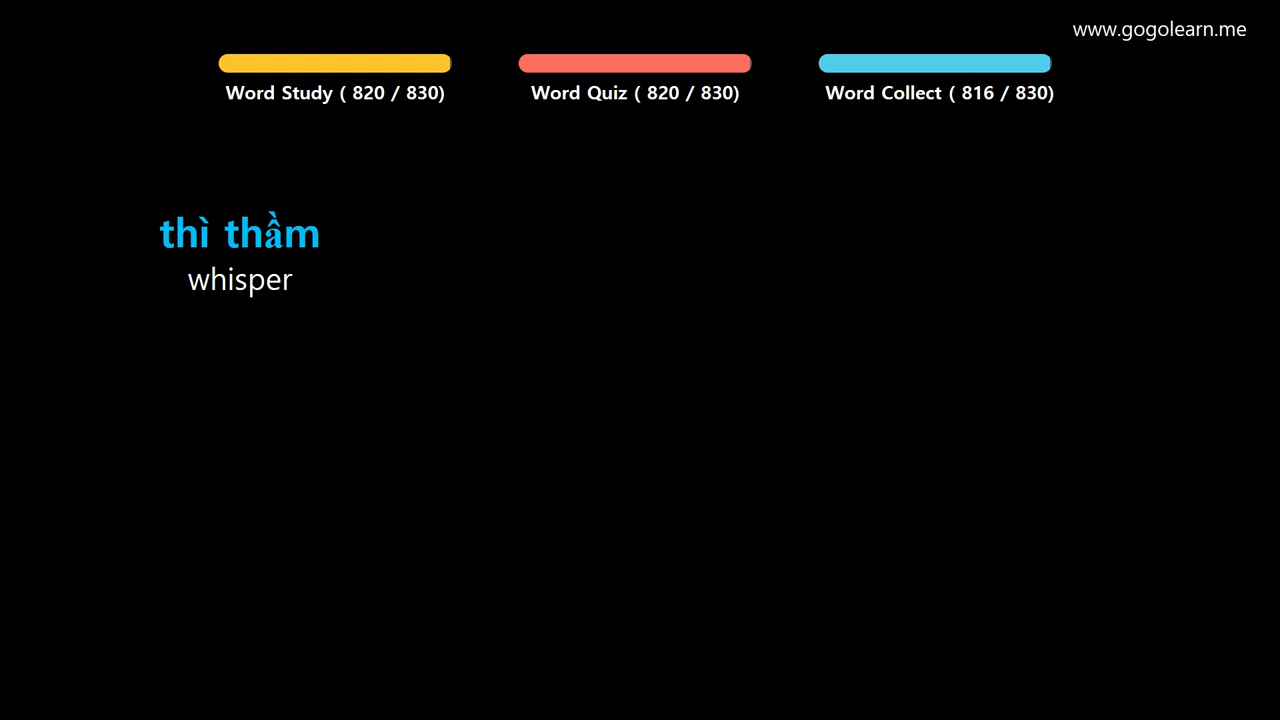 www.gogolearn.me
Word Study ( 820 / 830)
Word Quiz ( 820 / 830)
Word Collect ( 816 / 830)
thì thầm
whisper